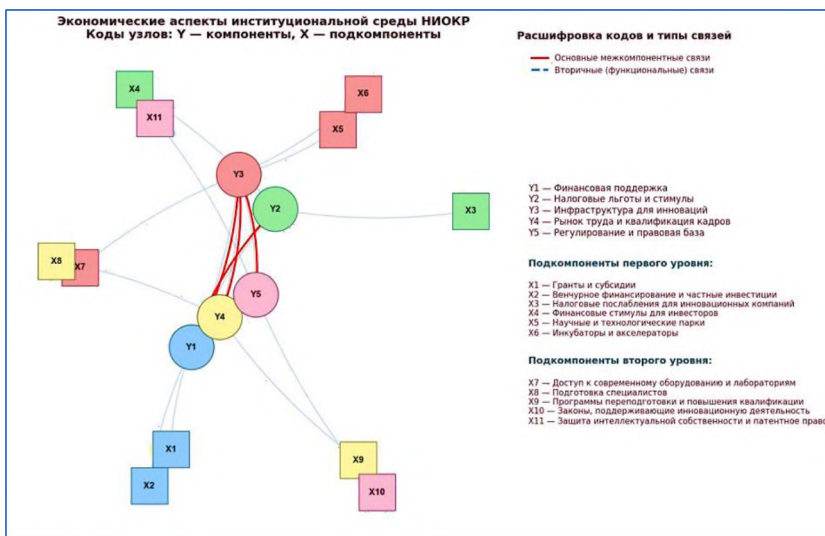 Экономические аспекты институциональной среды НИОКР
Коды узлов: Y — компоненты, X — подкомпоненты
X4
X11
X6
X5
Y3
Y2
X3
X8
X7
Y5
Y4
Y1
X1
X2
X9
X10
Расшифровка кодов и типы связей
Основные межкомпонентные связи
Вторичные (функциональные) связи
Y1 — Финансовая поддержка
Y2 — Налоговые льготы и стимулы
Y3 — Инфраструктура для инноваций
Y4 — Рынок труда и квалификация кадров
Y5 — Регулирование и правовая база
Подкомпоненты первого уровня:
X1 — Гранты и субсидии
X2 — Венчурное финансирование и частные инвестиции
X3 — Налоговые послабления для инновационных компаний
X4 — Финансовые стимулы для инвесторов
X5 — Научные и технологические парки
X6 — Инкубаторы и акселераторы
Подкомпоненты второго уровня:
X7 — Доступ к современному оборудованию и лабораториям
X8 — Подготовка специалистов
X9 — Программы переподготовки и повышения квалификации
X10 — Законы, поддерживающие инновационную деятельность
X11 — Защита интеллектуальной собственности и патентное право